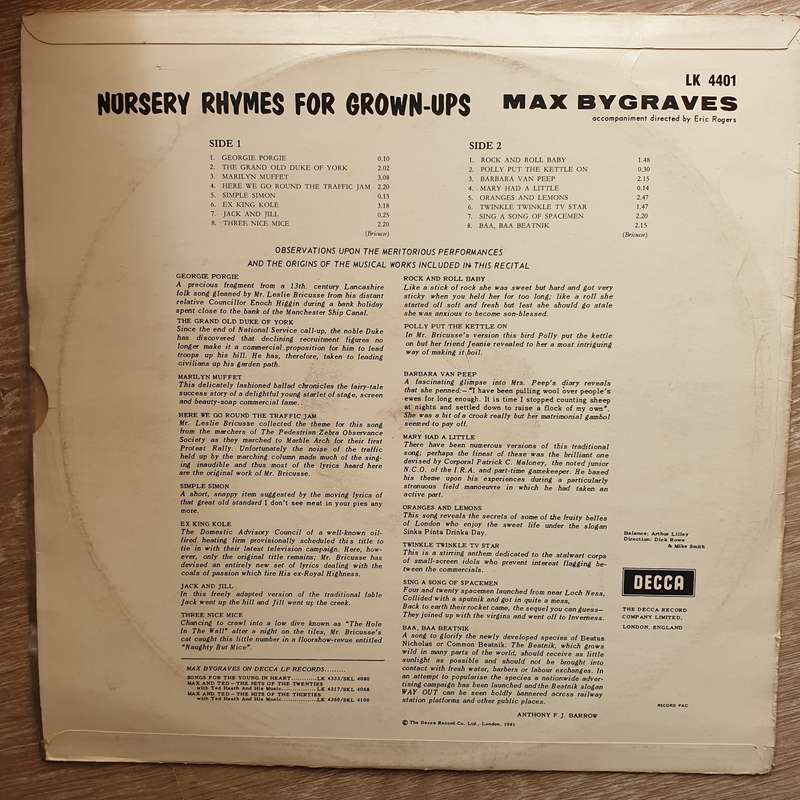 LK 4401
NURSERY RHYMES FOR GROWN-UPS MAX BYGRAVES
accompaniment directed by Eric Rogers
SIDE 1
1. GEORGIE PORGIE 0.10
2. THE GRAND OLD DUKE OF YORK 2.02
3. MARILYN MUFFET 3.08
4. HERE WE GO ROUND THE TRAFFIC JAM 2.20
5. SIMPLE SIMON 0.13
6. EX KING KOLE 3.18
7. JACK AND JILL 0.25
8. THREE NICE MICE 2.20
(Bricusse)
SIDE 2
1. ROCK AND ROLL BABY 1.48
2. POLLY PUT THE KETTLE ON 0.30
3. BARBARA VAN PEEP 2.15
4. MARY HAD A LITTLE 0.14
5. ORANGES AND LEMONS 2.47
6. TWINKLE TWINKLE TV STAR 1.47
7. SING A SONG OF SPACEMEN 2.20
8. BAA, BAA BEATNIK 2.15
(Bricusse)
OBSERVATIONS UPON THE MERITORIOUS PERFORMANCES
AND THE ORIGINS OF THE MUSICAL WORKS INCLUDED IN THIS RECITAL
GEORGIE PORGIE
A precious fragment from a 13th. century Lancashire
folk song gleaned by Mr. Leslie Bricusse from his distant
relative Councillor Enoch Higgin during a bank holiday
spent close to the bank of the Manchester Ship Canal.
THE GRAND OLD DUKE OF YORK
Since the end of National Service call-up, the noble Duke
has discovered that declining recruitment figures no
longer make it a commercial proposition for him to lead
troops up his hill. He has, therefore, taken to leading
civilians up his garden path.
MARILYN MUFFET
This delicately fashioned ballad chronicles the fairy-tale
success story of a delightful young starlet of stage, screen
and beauty-soap commercial fame.
HERE WE GO ROUND THE TRAFFIC JAM
Mr. Leslie Bricusse collected the theme for this song
from the marchers of The Pedestrian Zebra Observance
Society as they marched to Marble Arch for their first
Protest Rally. Unfortunately the noise of the traffic
held up by the marching column made much of the sing-
ing inaudible and thus most of the lyrics heard here
are the original work of Mr. Bricusse.
SIMPLE SIMON
A short, snappy item suggested by the moving lyrics of
that great old standard I don't see meat in your pies any
more.
EX KING KOLE
The Domestic Advisory Council of a well-known oil-
fired heating firm provisionally scheduled this title to
tie in with their latest television campaign. Here, how-
ever, only the original title remains; Mr. Bricusse has
devised an entirely new set of lyrics dealing with the
coals of passion which fire His ex-Royal Highness.
JACK AND JILL
In this freely adapted version of the traditional fable
Jack went up the hill and Jill went up the creek.
THREE NICE MICE
Chancing to crawl into a low dive known as "The Hole
In The Wall" after a night on the tiles, Mr. Bricusse's
cat caught this little number in a floorshow-revue entitled
"Naughty But Mice".
MAX BYGRAVES ON DECCA LP RECORDS........
SONGS FOR THE YOUNG IN HEART..........LK 4333/SKL 4080
MAX AND TED—THE HITS OF THE TWENTIES
with Ted Heath And His Music.......LK 4317/SKL 4068
MAX AND TED—THE HITS OF THE THIRTIES
with Ted Heath And His Music.......LK 4360/SKL 4106
ROCK AND ROLL BABY
Like a stick of rock she was sweet but hard and got very
sticky when you held her for too long; like a roll she
started off soft and fresh but lest she should go stale
she was anxious to become son-blessed.
POLLY PUT THE KETTLE ON
In Mr. Bricusse's version this bird Polly put the kettle
on but her friend Jeanie revealed to her a most intriguing
way of making it boil.
BARBARA VAN PEEP
A fascinating glimpse into Mrs. Peep's diary reveals
that she penned:- "I have been pulling wool over people's
ewes for long enough. It is time I stopped counting sheep
at nights and settled down to raise a flock of my own".
She was a bit of a crook really but her matrimonial gambol
seemed to pay off.
MARY HAD A LITTLE
There have been numerous versions of this traditional
song; perhaps the finest of these was the brilliant one
devised by Corporal Patrick C. Maloney, the noted junior
N.C.O. of the I.R.A. and part-time gamekeeper. He based
his theme upon his experiences during a particularly
strenuous field manoeuvre in which he had taken an
active part.
ORANGES AND LEMONS
This song reveals the secrets of some of the fruity belles
of London who enjoy the sweet life under the slogan
Sinka Pinta Drinka Day.
TWINKLE TWINKLE TV STAR
This is a stirring anthem dedicated to the stalwart corps
of small-screen idols who prevent interest flagging be-
tween the commercials.
SING A SONG OF SPACEMEN
Four and twenty spacemen launched from near Loch Ness,
Collided with a sputnik and got in quite a mess,
Back to earth their rocket came, the sequel you can guess—
They joined up with the virgins and went off to Inverness.
BAA, BAA BEATNIK
A song to glorify the newly developed species of Beatus
Nicholas or Common Beatnik. The Beatnik, which grows
wild in many parts of the world, should receive as little
sunlight as possible and should not be brought into
contact with fresh water, barbers or labour exchanges. In
an attempt to popularise the species a nationwide adver-
tising campaign has been launched and the Beatnik slogan
WAY OUT can be seen boldly bannered across railway
station platforms and other public places.
ANTHONY F. J. BARROW
© The Decca Record Co. Ltd., London, 1961
Balance: Arthur Lilley
Direction: Dick Rowe
& Mike Smith
DECCA
THE DECCA RECORD
COMPANY LIMITED,
LONDON, ENGLAND
RECORD PAC